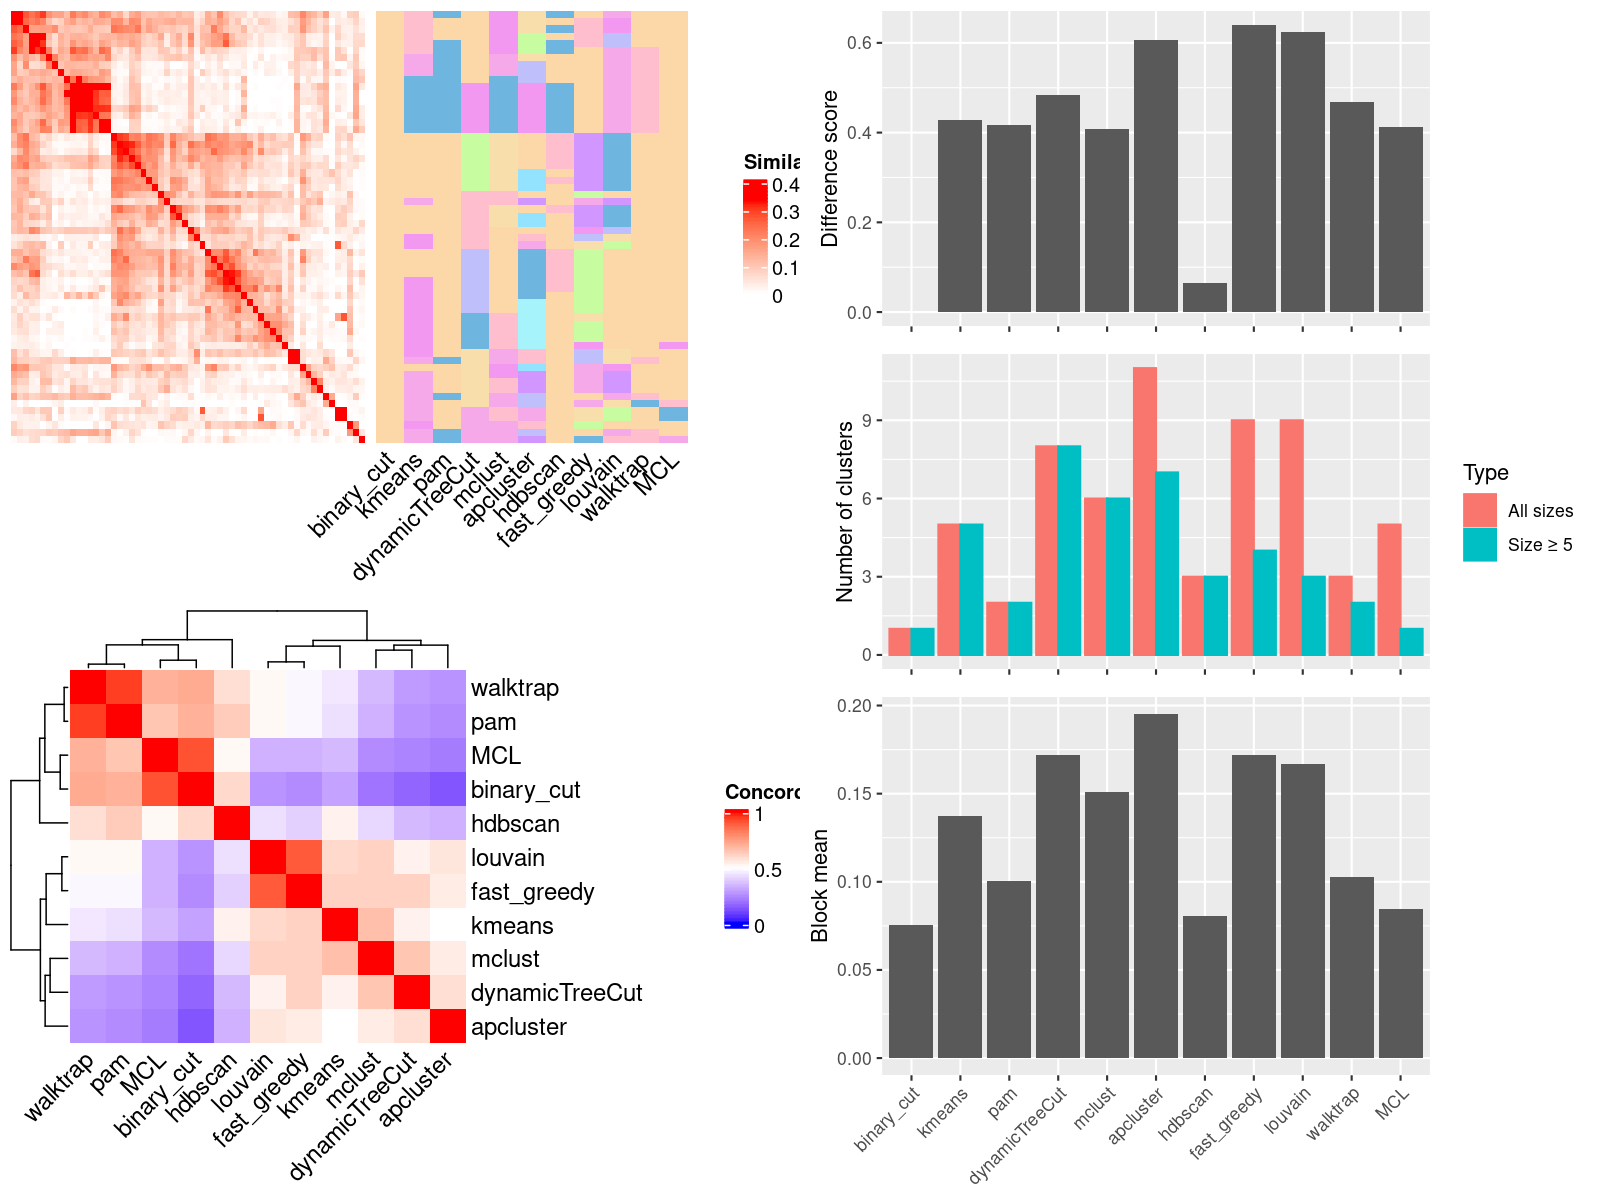 Simila
0.4
0.3
0.2
0.1
0
binary_cut
kmeans
pam
dynamicTreeCut
mclust
apcluster
hdbscan
fast_greedy
louvain
walktrap
MCL
walktrap
pam
MCL
binary_cut
hdbscan
louvain
fast_greedy
kmeans
mclust
dynamicTreeCut
apcluster
walktrap
pam
MCL
binary_cut
hdbscan
louvain
fast_greedy
kmeans
mclust
dynamicTreeCut
apcluster
Concord
1
0.5
0
Difference score
0.6
0.4
0.2
0.0
Number of clusters
9
6
3
0
Type
All sizes
Size ≥ 5
Block mean
0.20
0.15
0.10
0.05
0.00
binary_cut
kmeans
pam
dynamicTreeCut
mclust
apcluster
hdbscan
fast_greedy
louvain
walktrap
MCL